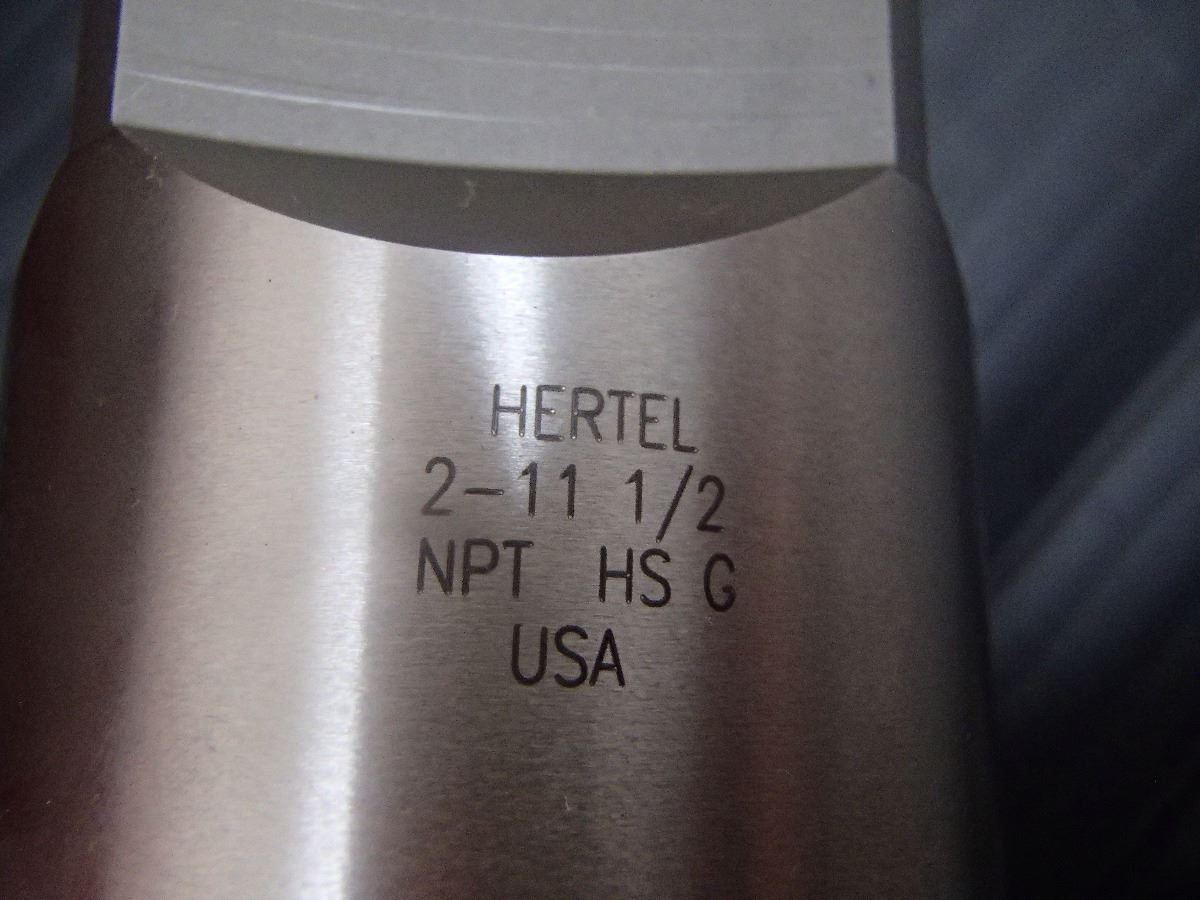 HERTEL
2-11 1/2
NPT HS G
USA